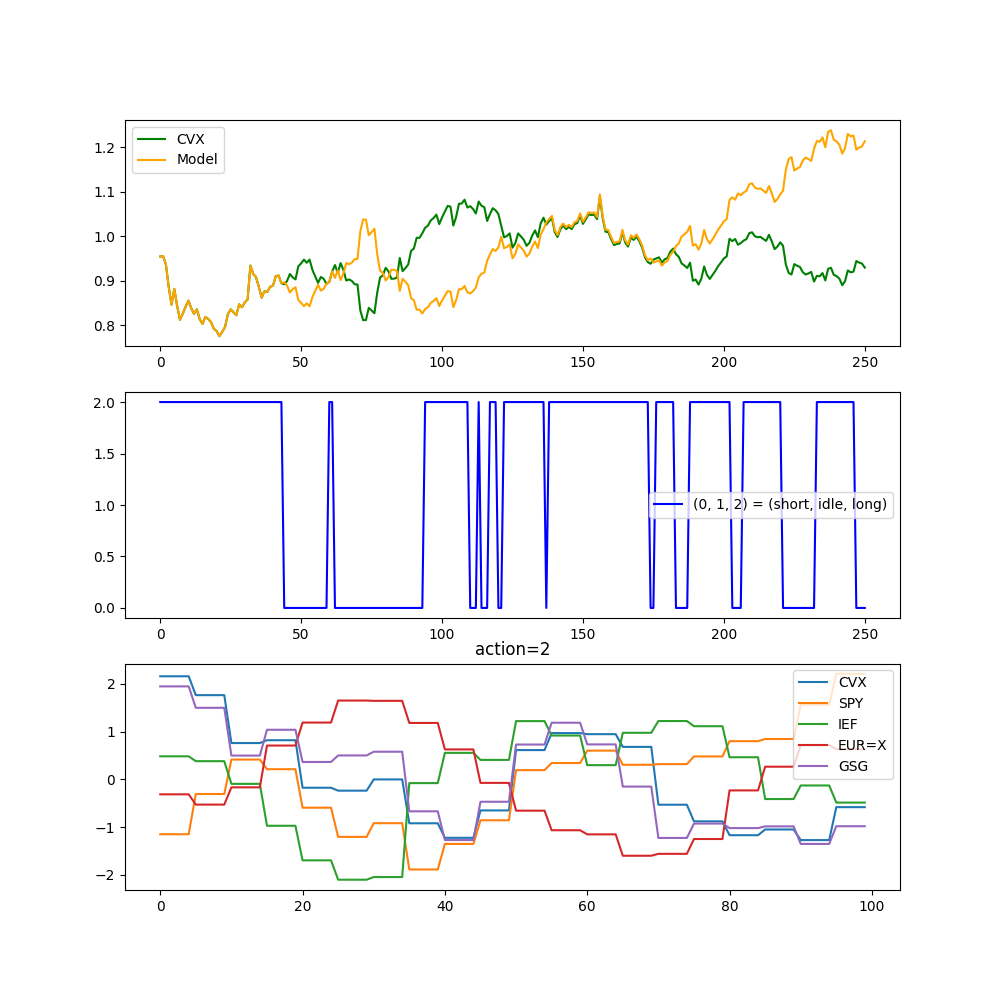 CVX
Model
1.2
1.1
1.0
0.9
0.8
0 50 100 150 200 250
2.0
1.5
1.0
0.5
0.0
(0, 1, 2) = (short, idle, long)
0 50 100 150 200 250
action=2
CVX
SPY
IEF
EUR=X
GSG
2
1
0
−1
−2
0 20 40 60 80 100